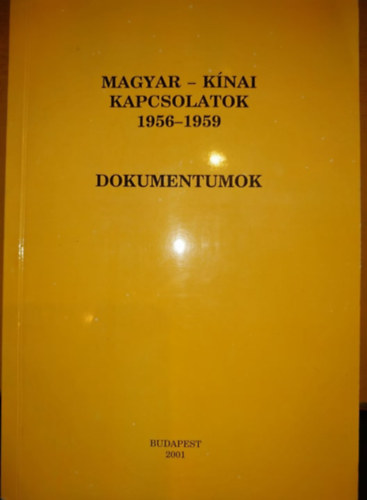 MAGYAR – KÍNAI
KAPCSOLATOK
1956–1959
DOKUMENTUMOK
BUDAPEST
2001